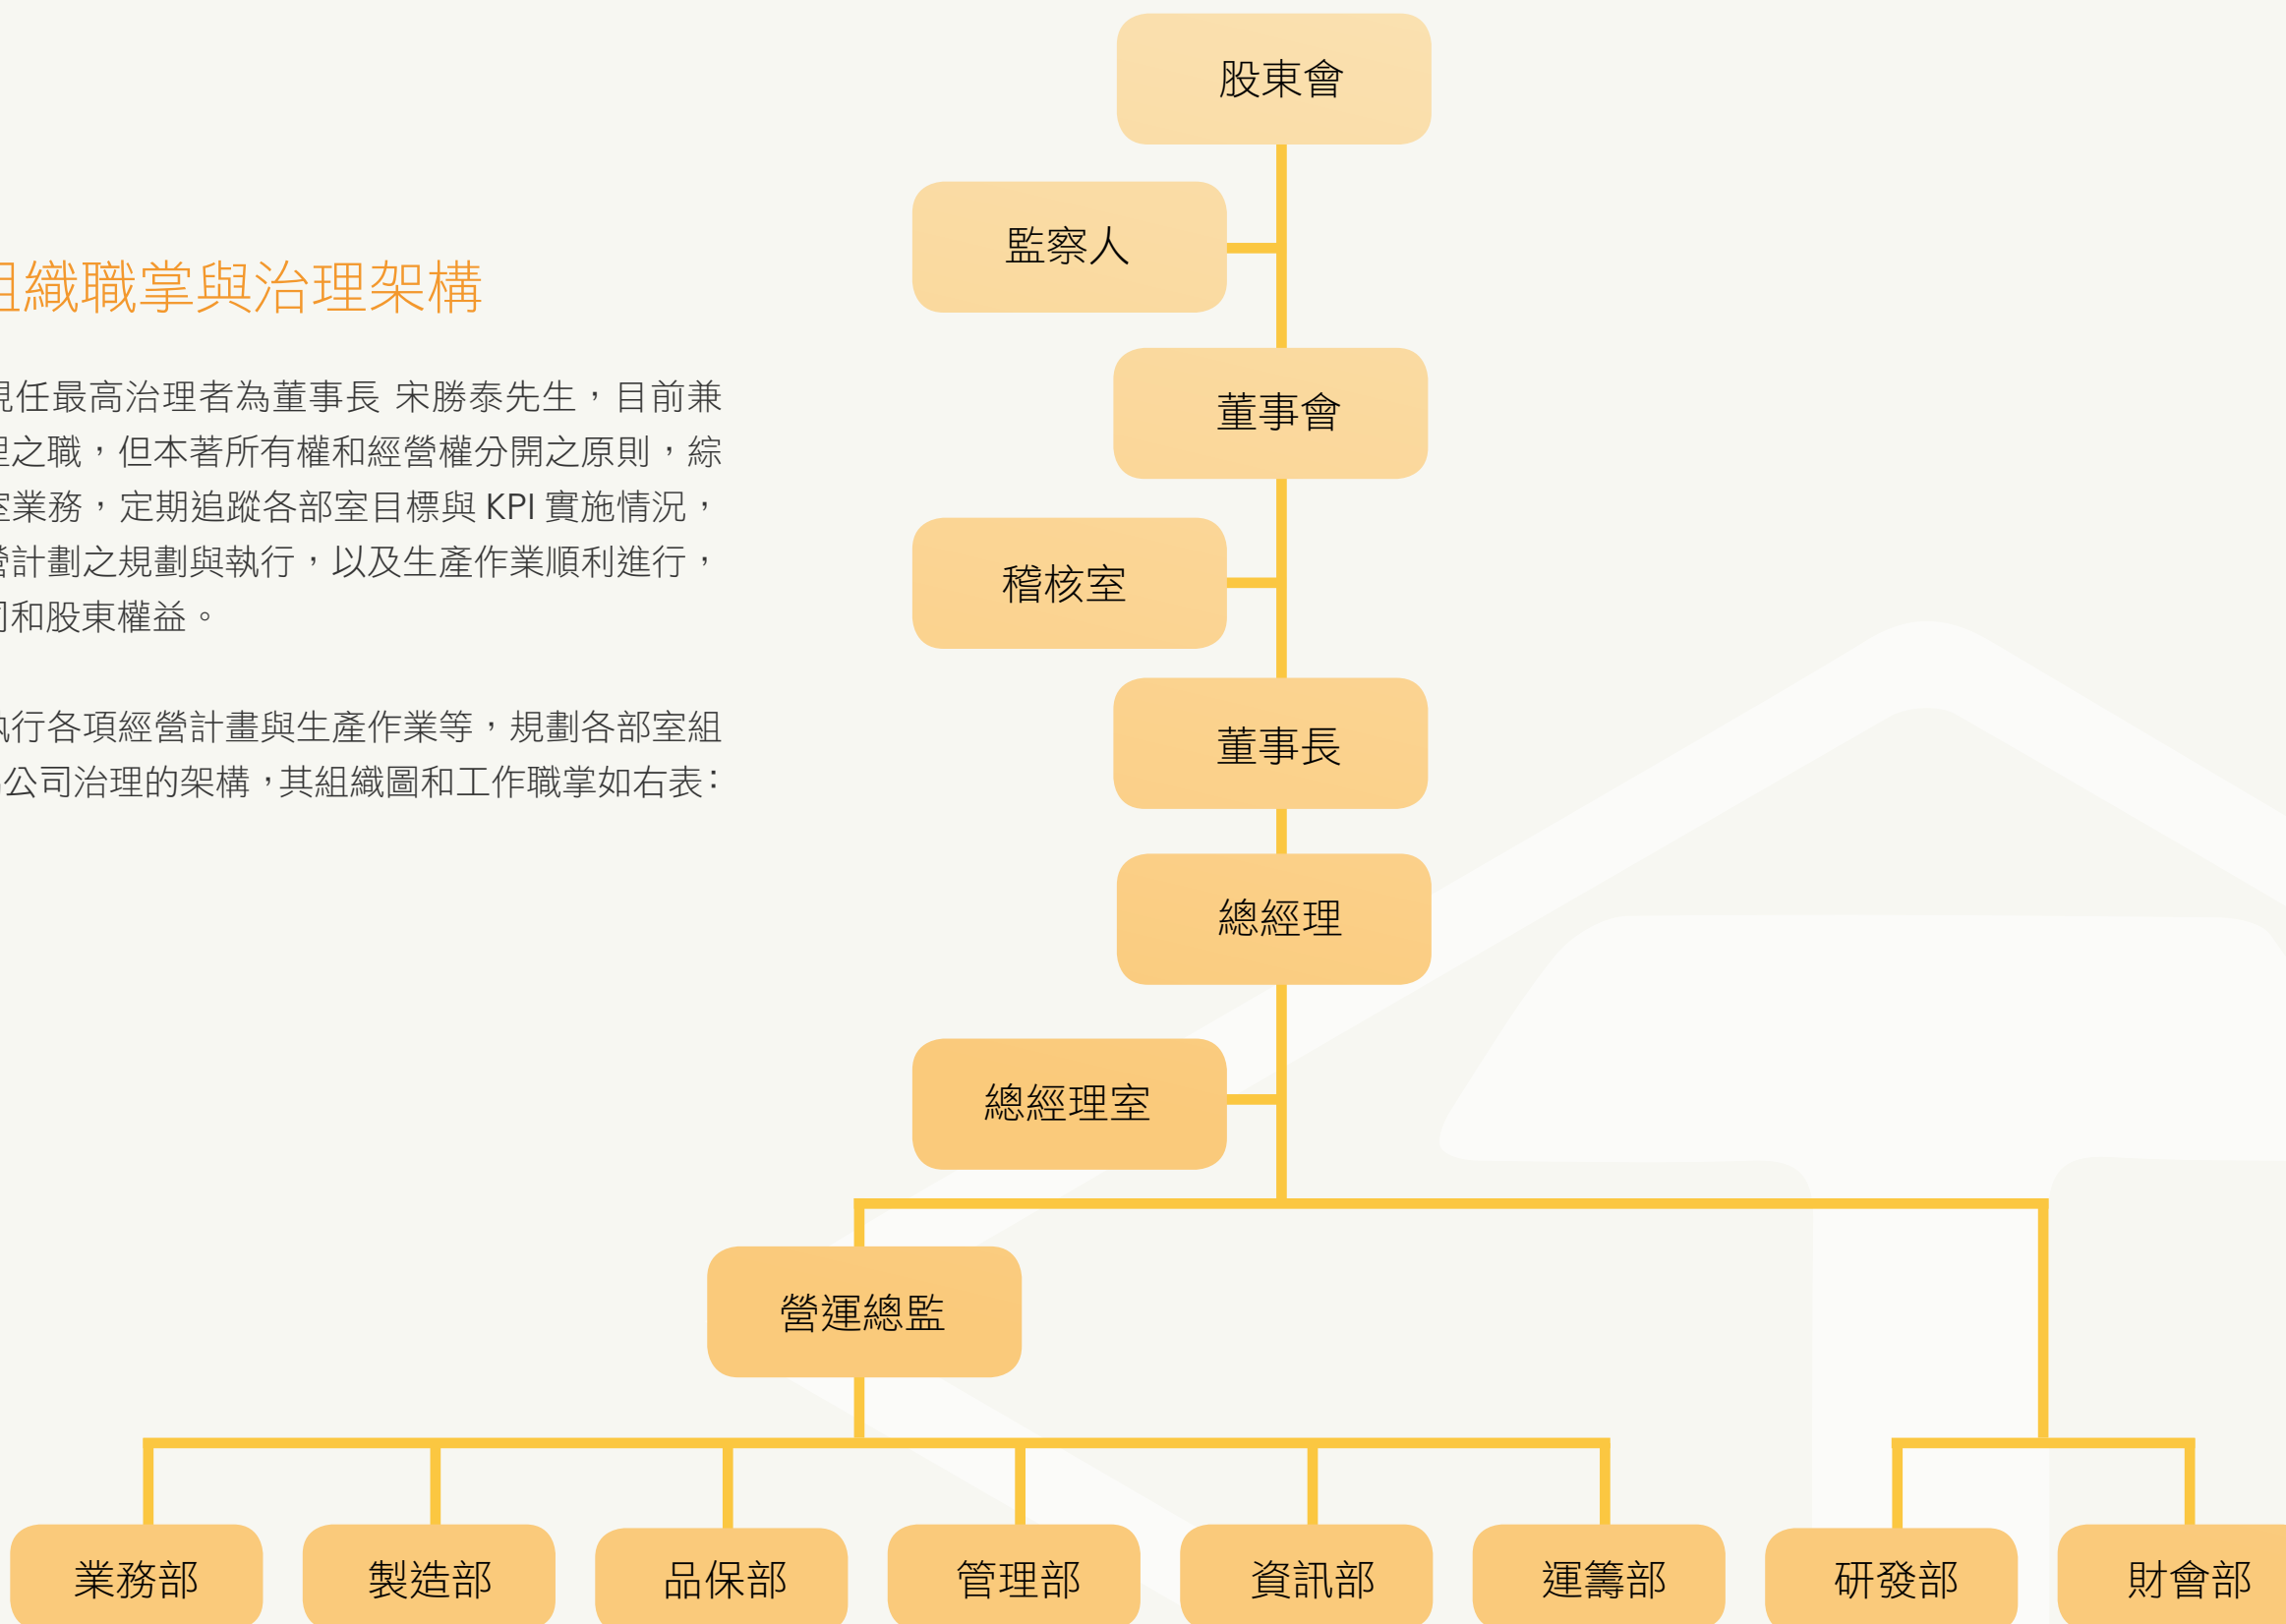 組織職掌與治理架構
現任最高治理者為董事長 宋勝泰先生，目前兼
理之職，但本著所有權和經營權分開之原則，綜
室業務，定期追蹤各部室目標與 KPI 實施情況，
營計劃之規劃與執行，以及生產作業順利進行，
司和股東權益。
執行各項經營計畫與生產作業等，規劃各部室組
公司治理的架構，其組織圖和工作職掌如右表：
股東會
監察人
董事會
稽核室
董事長
總經理
總經理室
營運總監
業務部
製造部
品保部
管理部
資訊部
運籌部
研發部
財會部